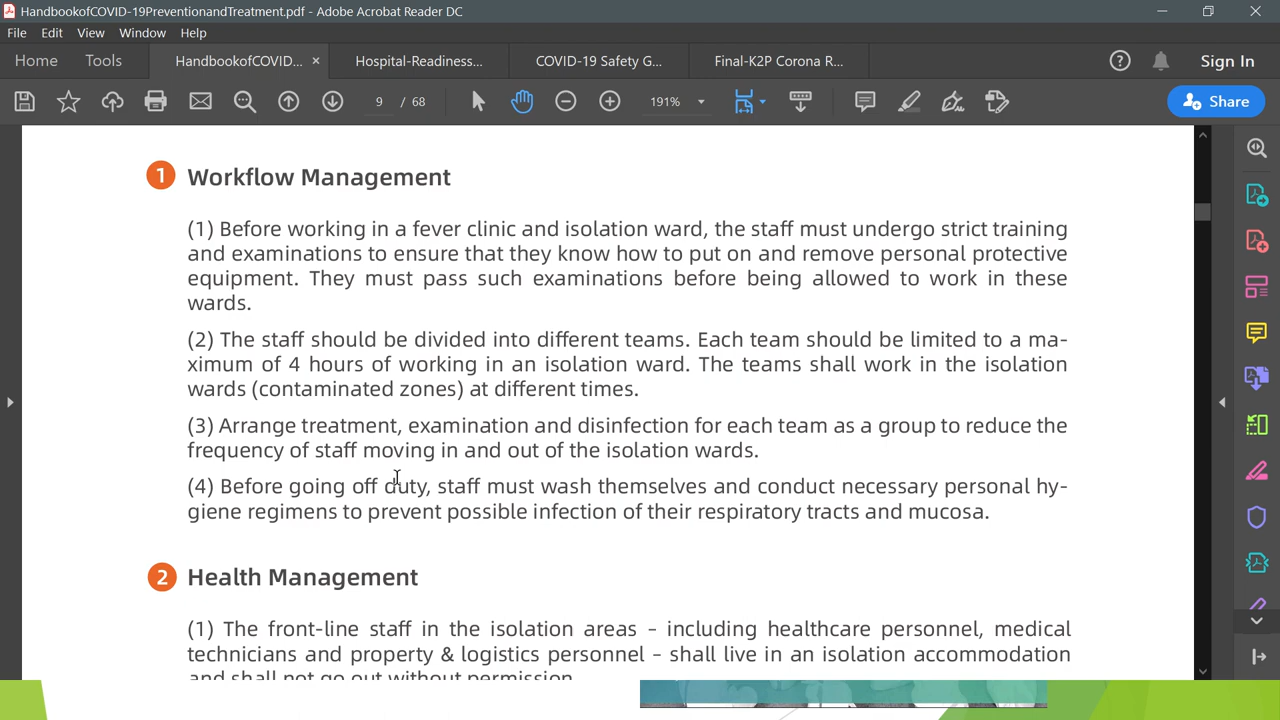 HandbookofCOVID-19PreventionandTreatment.pdf - Adobe Acrobat Reader DC
File Edit View Window Help
Home Tools HandbookofCOVID... × Hospital-Readiness... COVID-19 Safety G... Final-K2P Corona R... Sign In
9 / 68 191% Share
1 Workflow Management
(1) Before working in a fever clinic and isolation ward, the staff must undergo strict training
and examinations to ensure that they know how to put on and remove personal protective
equipment. They must pass such examinations before being allowed to work in these
wards.
(2) The staff should be divided into different teams. Each team should be limited to a ma-
ximum of 4 hours of working in an isolation ward. The teams shall work in the isolation
wards (contaminated zones) at different times.
(3) Arrange treatment, examination and disinfection for each team as a group to reduce the
frequency of staff moving in and out of the isolation wards.
(4) Before going off duty, staff must wash themselves and conduct necessary personal hy-
giene regimens to prevent possible infection of their respiratory tracts and mucosa.
2 Health Management
(1) The front-line staff in the isolation areas – including healthcare personnel, medical
technicians and property & logistics personnel – shall live in an isolation accommodation
and shall not go out without permission.